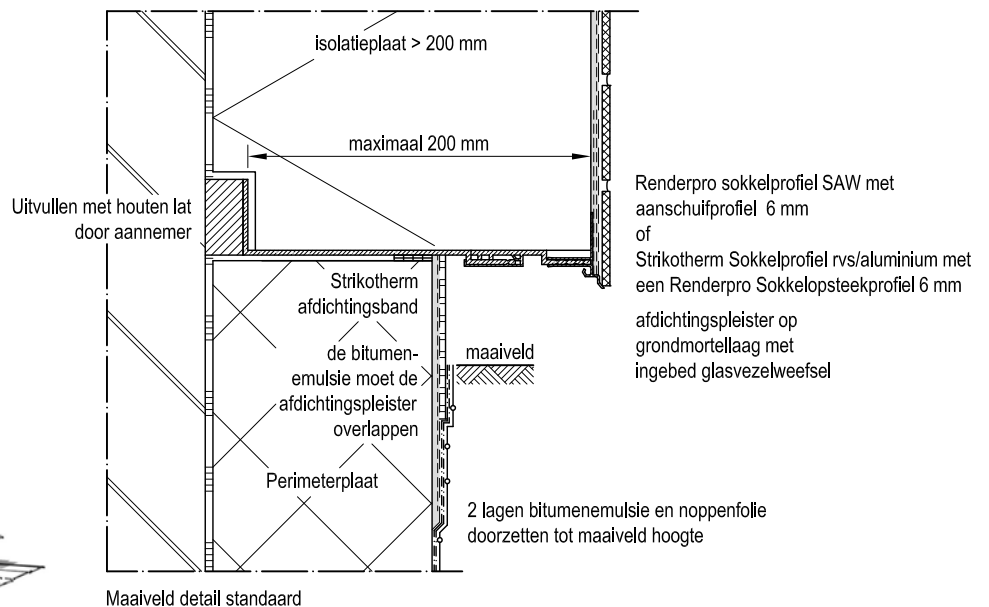 isolatieplaat > 200 mm
maximaal 200 mm
Uitvullen met houten lat
door aannemer
Renderpro sokkelprofiel SAW met
aanschuifprofiel 6 mm
of
Strikotherm Sokkelprofiel rvs/aluminium met
een Renderpro Sokkelopsteekprofiel 6 mm
Strikotherm
afdichtingsband
de bitumen-
emulsie moet de
afdichtingspleister
overlappen
maaiveld
afdichtingspleister op
grondmortellaag met
ingebed glasvezelweefsel
Perimeterplaat
2 lagen bitumenemulsie en noppenfolie
doorzetten tot maaiveld hoogte
Maaiveld detail standaard